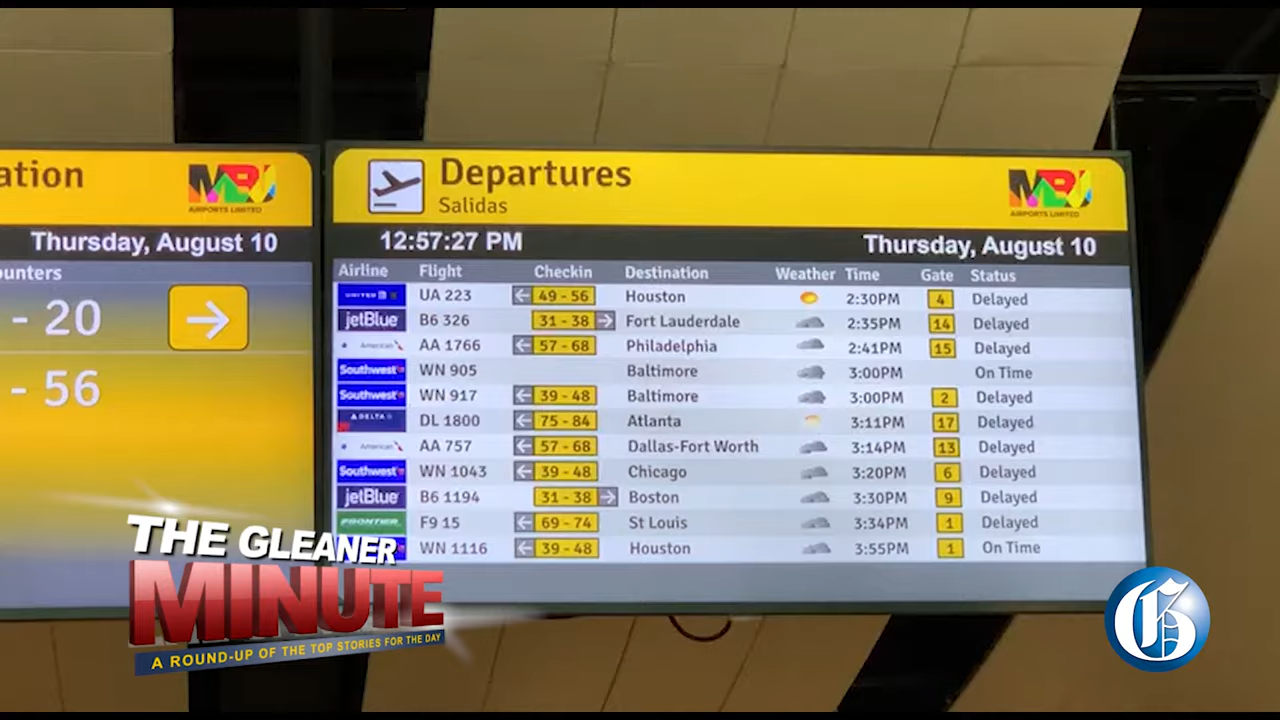 ation
MBJ
AIRPORTS LIMITED
Thursday, August 10
ounters
- 20
- 56
Departures
Salidas
MBJ
AIRPORTS LIMITED
12:57:27 PM Thursday, August 10
Airline Flight Checkin Destination Weather Time Gate Status
UNITED UA 223 49 - 56 Houston 2:30PM 4 Delayed
jetBlue B6 326 31 - 38 Fort Lauderdale 2:35PM 14 Delayed
American AA 1766 57 - 68 Philadelphia 2:41PM 15 Delayed
Southwest WN 905 Baltimore 3:00PM On Time
Southwest WN 917 39 - 48 Baltimore 3:00PM 2 Delayed
DELTA DL 1800 75 - 84 Atlanta 3:11PM 17 Delayed
American AA 757 57 - 68 Dallas-Fort Worth 3:14PM 13 Delayed
Southwest WN 1043 39 - 48 Chicago 3:20PM 6 Delayed
jetBlue B6 1194 31 - 38 Boston 3:30PM 9 Delayed
FRONTIER F9 15 69 - 74 St Louis 3:34PM 1 Delayed
WN 1116 39 - 48 Houston 3:55PM 1 On Time
THE GLEANER
MINUTE
A ROUND-UP OF THE TOP STORIES FOR THE DAY
G